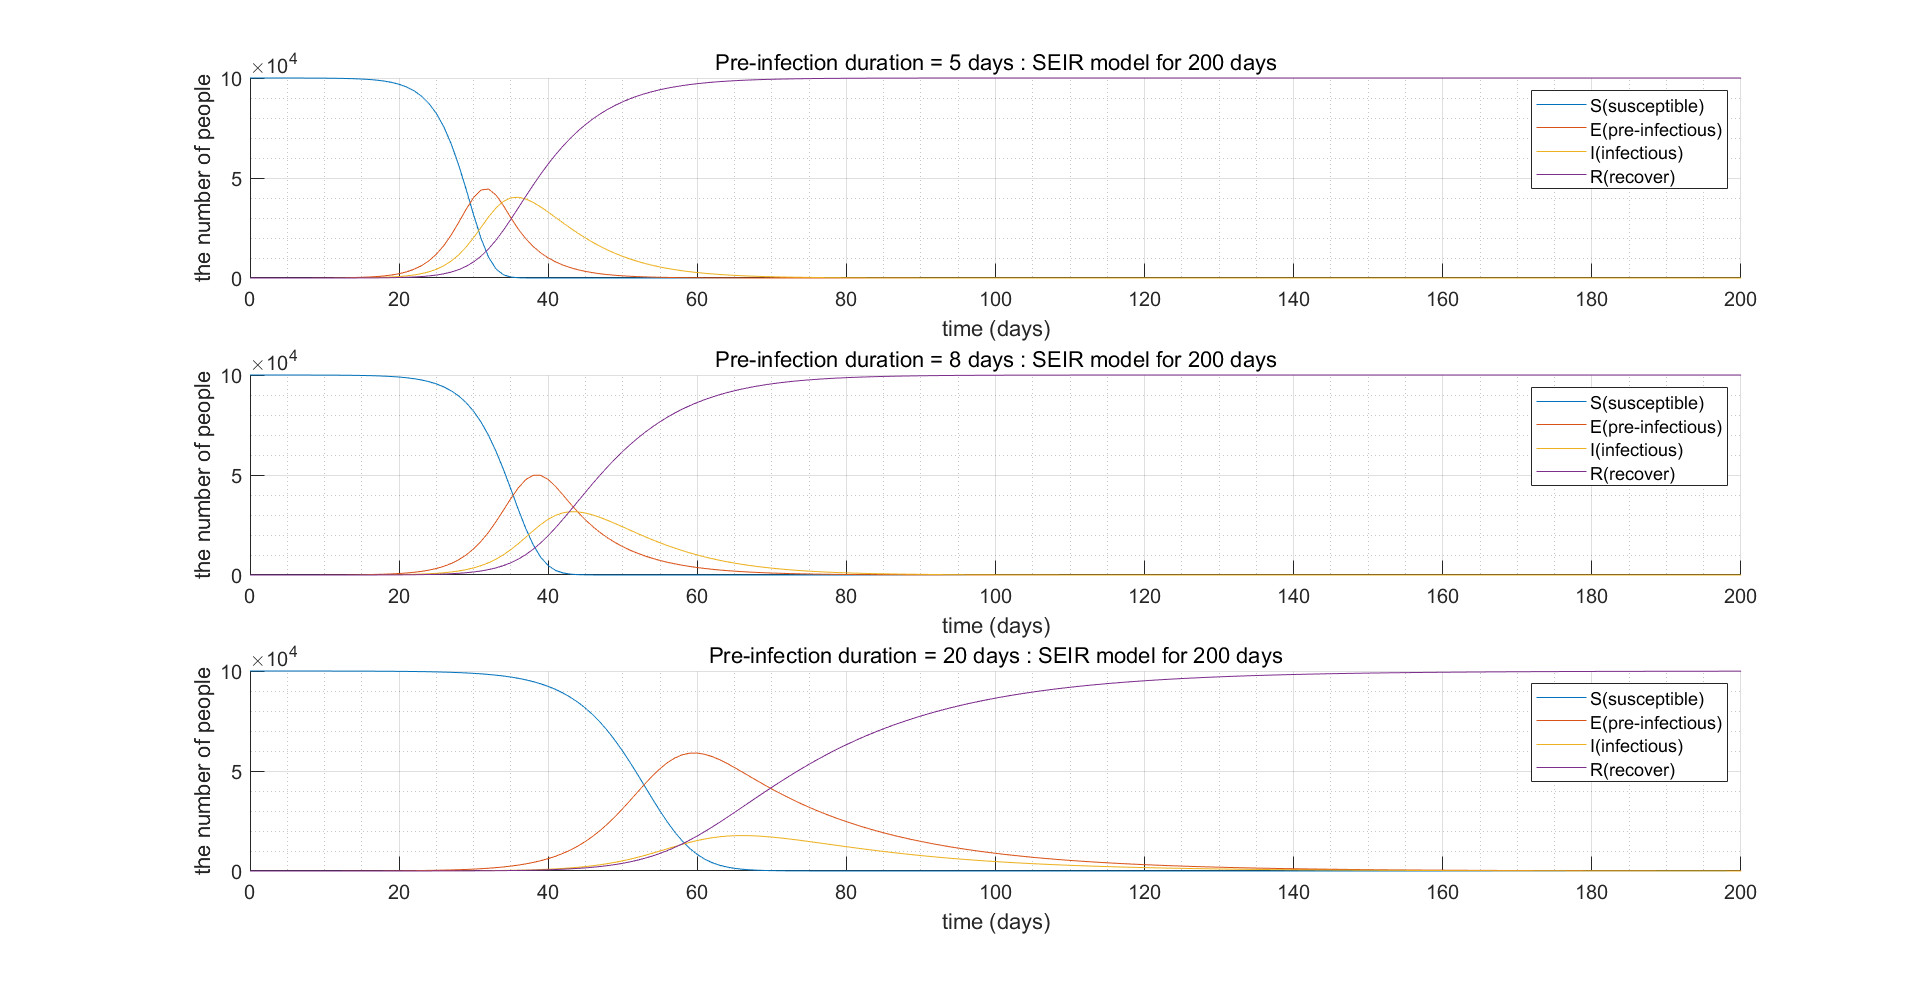 Pre-infection duration = 5 days : SEIR model for 200 days
×10^4
the number of people
10
5
0
S(susceptible)
E(pre-infectious)
I(infectious)
R(recover)
0 20 40 60 80 100 120 140 160 180 200
time (days)
Pre-infection duration = 8 days : SEIR model for 200 days
×10^4
the number of people
10
5
0
S(susceptible)
E(pre-infectious)
I(infectious)
R(recover)
0 20 40 60 80 100 120 140 160 180 200
time (days)
Pre-infection duration = 20 days : SEIR model for 200 days
×10^4
the number of people
10
5
0
S(susceptible)
E(pre-infectious)
I(infectious)
R(recover)
0 20 40 60 80 100 120 140 160 180 200
time (days)